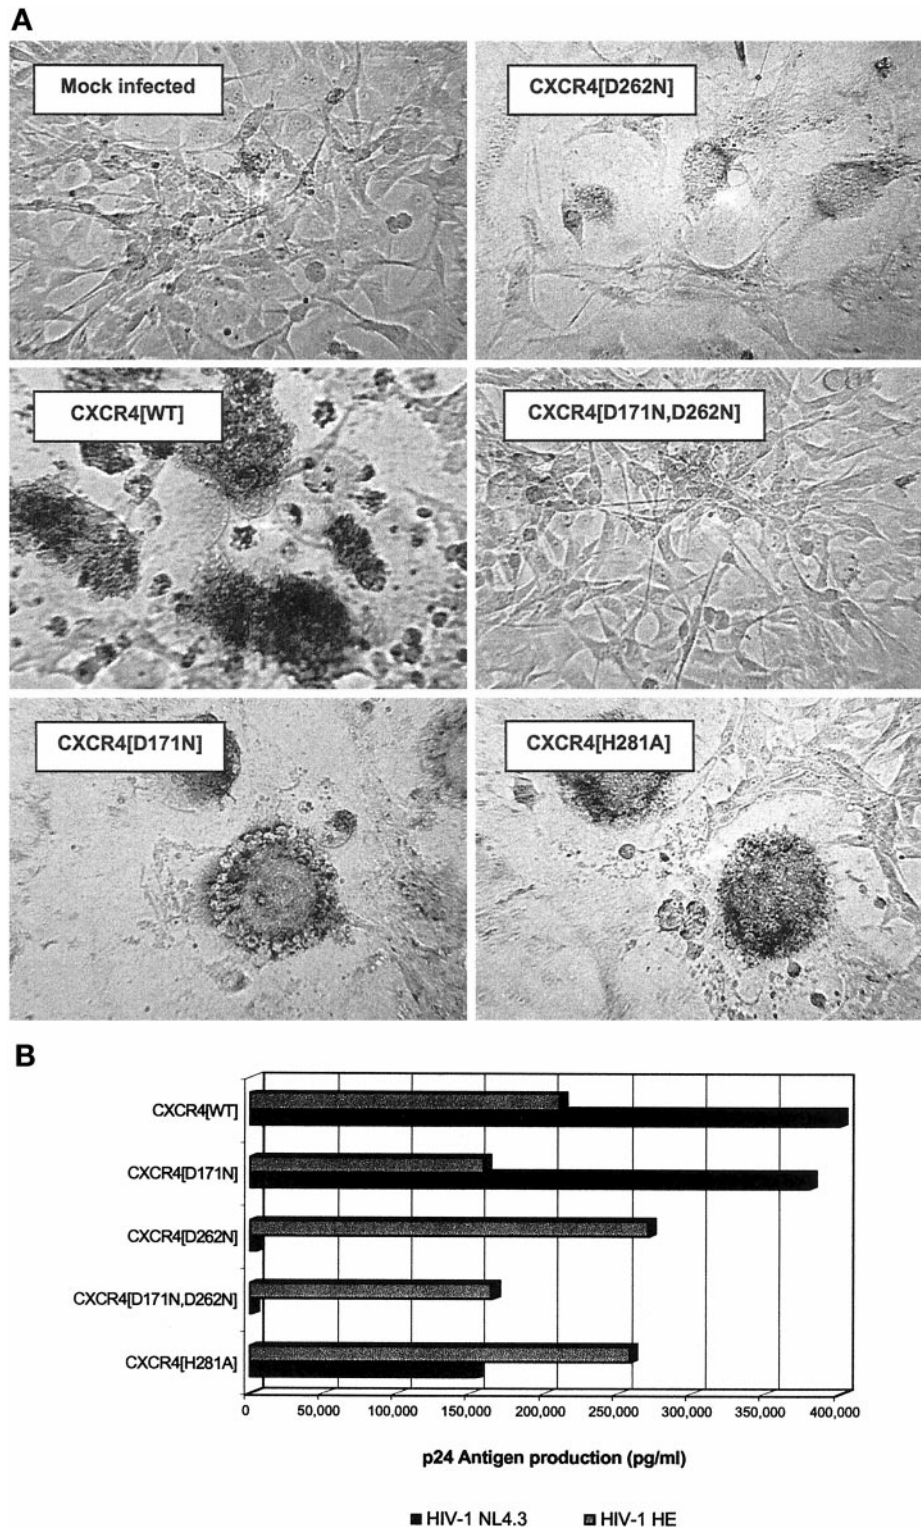 A
Mock infected
CXCR4[D262N]
CXCR4[WT]
CXCR4[D171N,D262N]
CXCR4[D171N]
CXCR4[H281A]
B
CXCR4[WT]
CXCR4[D171N]
CXCR4[D262N]
CXCR4[D171N,D262N]
CXCR4[H281A]
0 50,000 100,000 150,000 200,000 250,000 300,000 350,000 400,000
p24 Antigen production (pg/ml)
HIV-1 NL4.3 HIV-1 HE